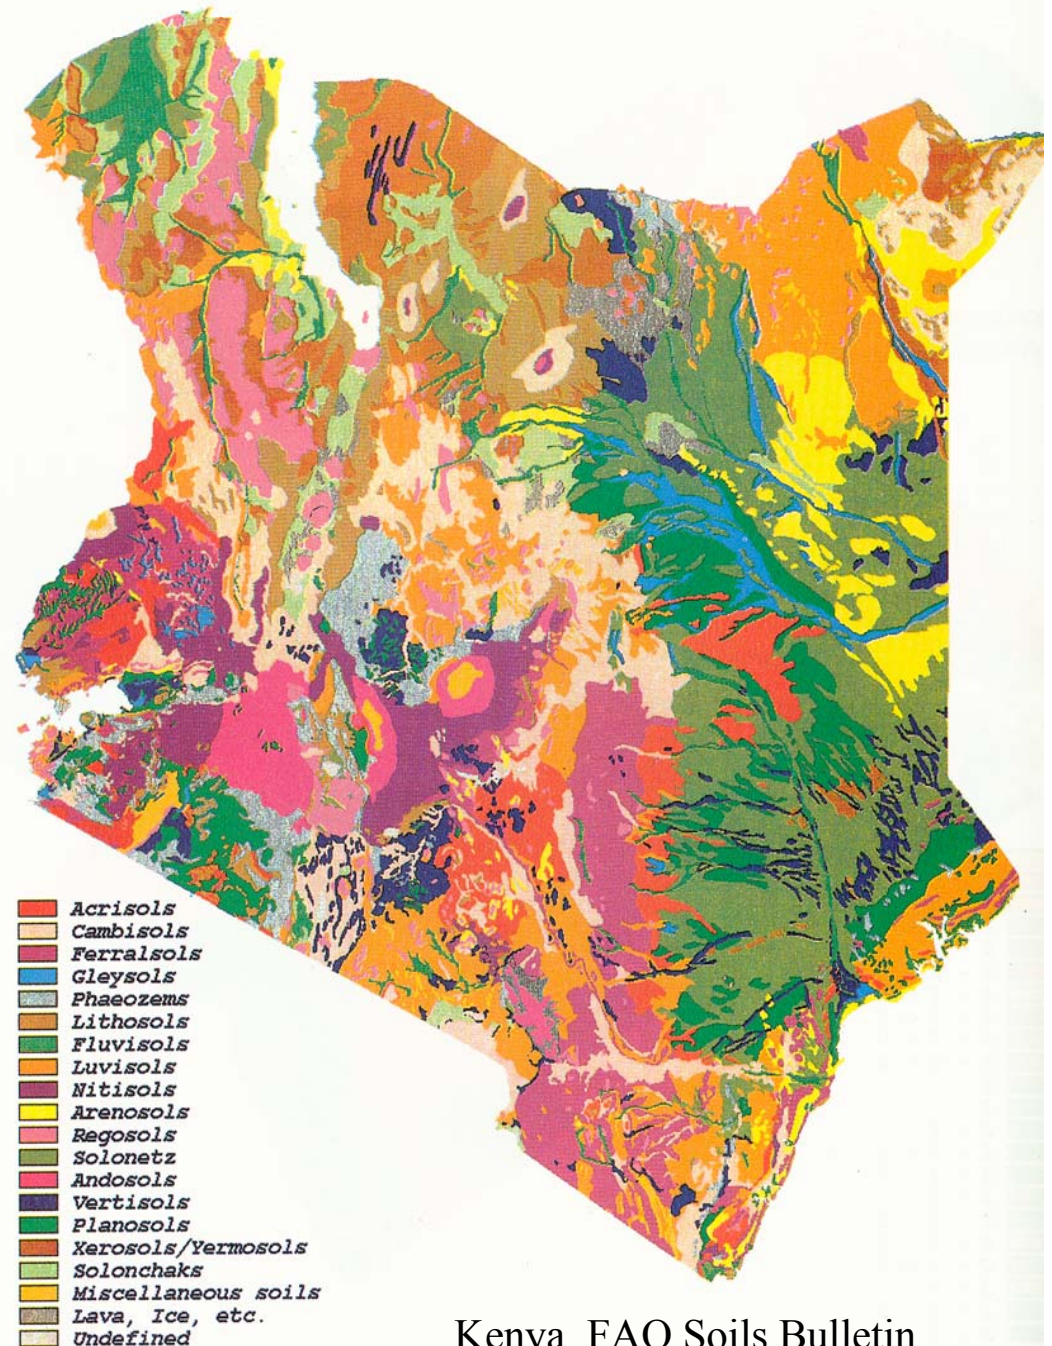 Acrisols
Cambisols
Ferralsols
Gleysols
Phaeozems
Lithosols
Fluvisols
Luvisols
Nitisols
Arenosols
Regosols
Solonetz
Andosols
Vertisols
Planosols
Xerosols/Yermosols
Solonchaks
Miscellaneous soils
Lava, Ice, etc.
Undefined
Kenya FAO Soils Bulletin